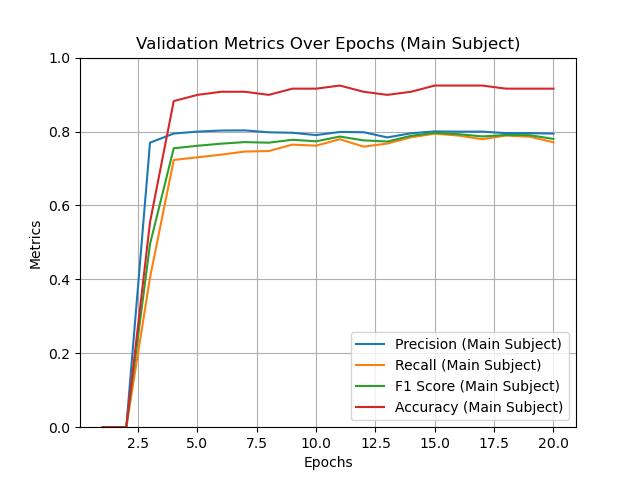 Validation Metrics Over Epochs (Main Subject)
1.0
0.8
0.6
0.4
0.2
0.0
Metrics
Precision (Main Subject)
Recall (Main Subject)
F1 Score (Main Subject)
Accuracy (Main Subject)
2.5 5.0 7.5 10.0 12.5 15.0 17.5 20.0
Epochs